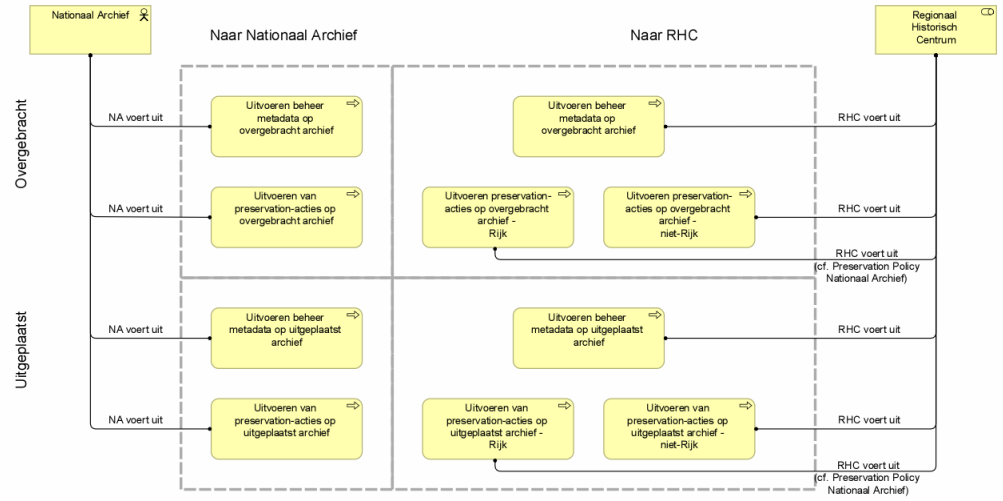 Nationaal Archief
Regionaal
Historisch
Centrum
Naar Nationaal Archief
Naar RHC
Overgebracht
Uitvoeren beheer
metadata op
overgebracht archief
Uitvoeren beheer
metadata op
overgebracht archief
NA voert uit
RHC voert uit
Uitvoeren van
preservation-acties op
overgebracht archief
Uitvoeren preservation-
acties op overgebracht
archief -
Rijk
Uitvoeren preservation-
acties op overgebracht
archief -
niet-Rijk
NA voert uit
RHC voert uit
RHC voert uit
(cf. Preservation Policy
Nationaal Archief)
Uitgeplaatst
Uitvoeren beheer
metadata op uitgeplaatst
archief
Uitvoeren beheer
metadata op uitgeplaatst
archief
NA voert uit
RHC voert uit
Uitvoeren van
preservation-acties op
uitgeplaatst archief
Uitvoeren van
preservation-acties op
uitgeplaatst archief -
Rijk
Uitvoeren van
preservation-acties op
uitgeplaatst archief -
niet-Rijk
NA voert uit
RHC voert uit
RHC voert uit
(cf. Preservation Policy
Nationaal Archief)